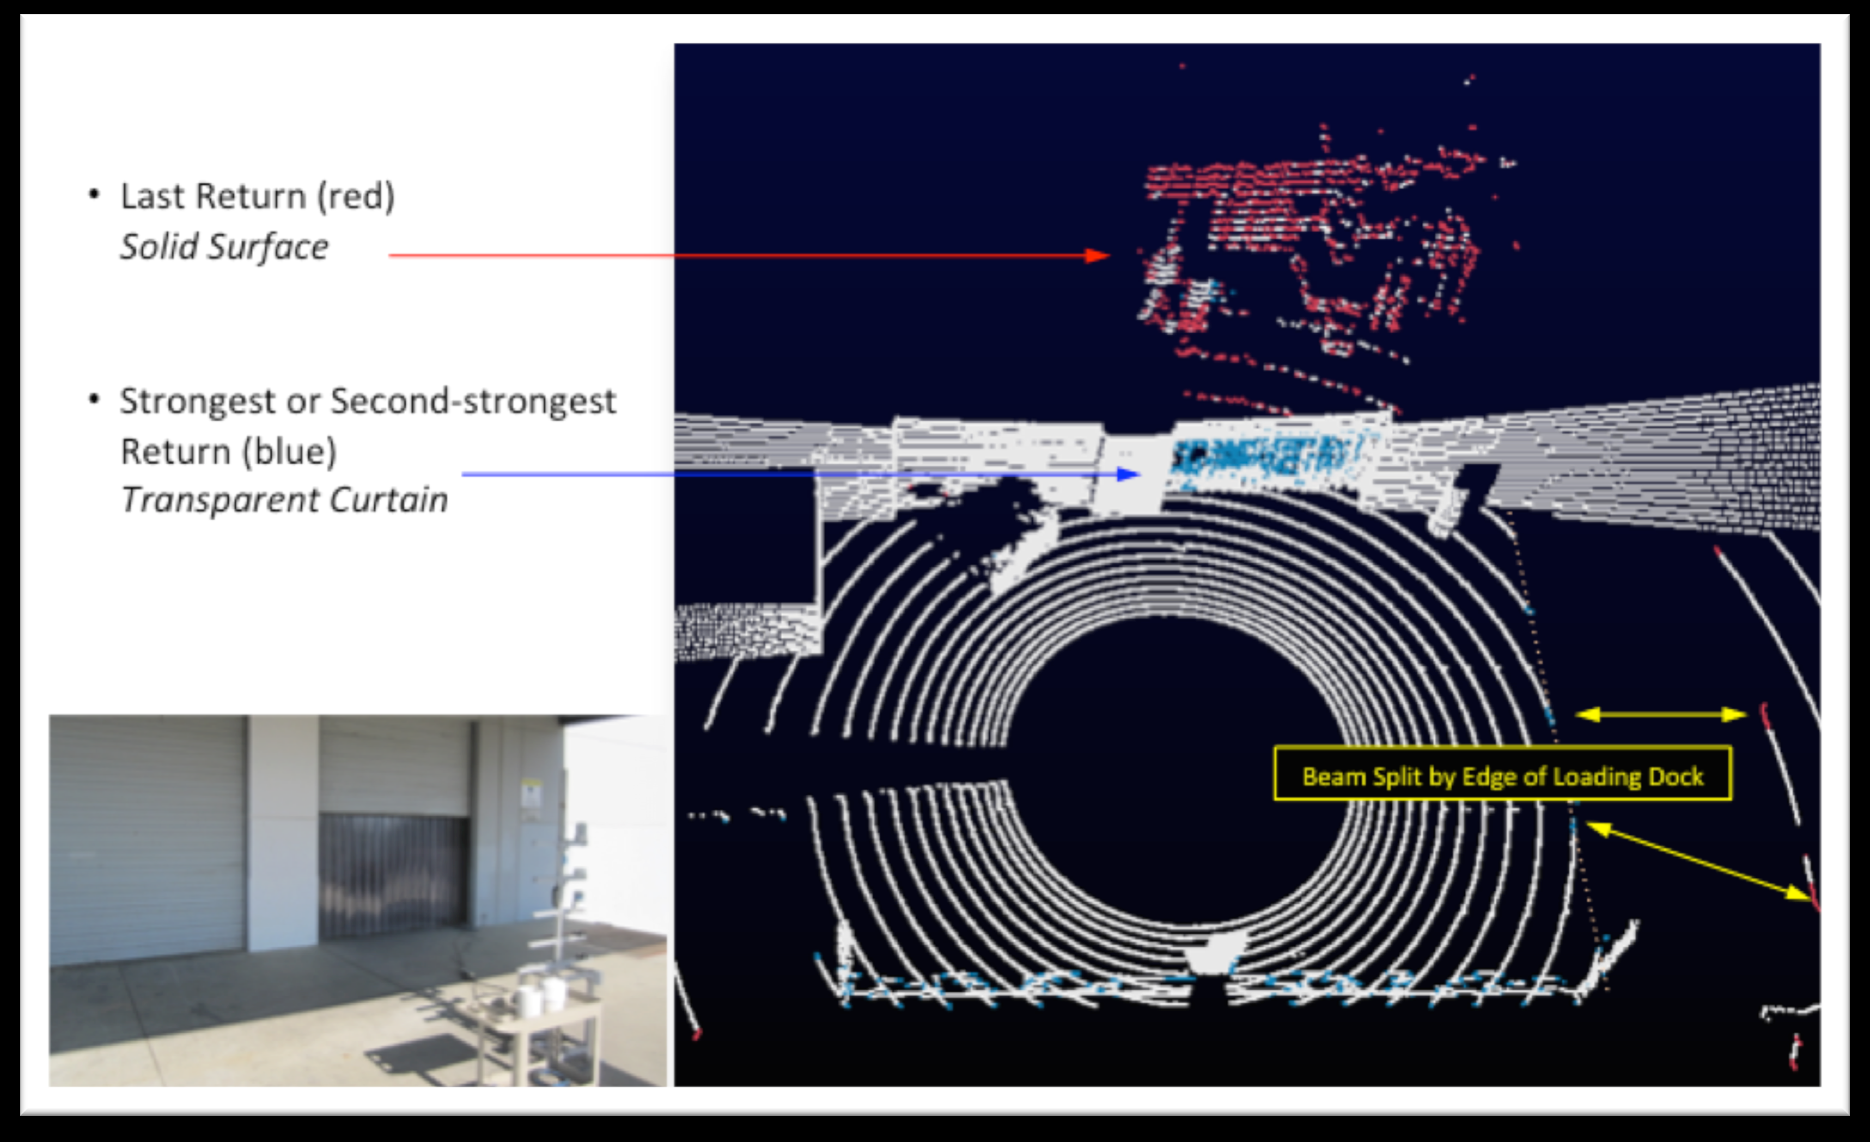 • Last Return (red)
Solid Surface
• Strongest or Second-strongest
Return (blue)
Transparent Curtain
Beam Split by Edge of Loading Dock